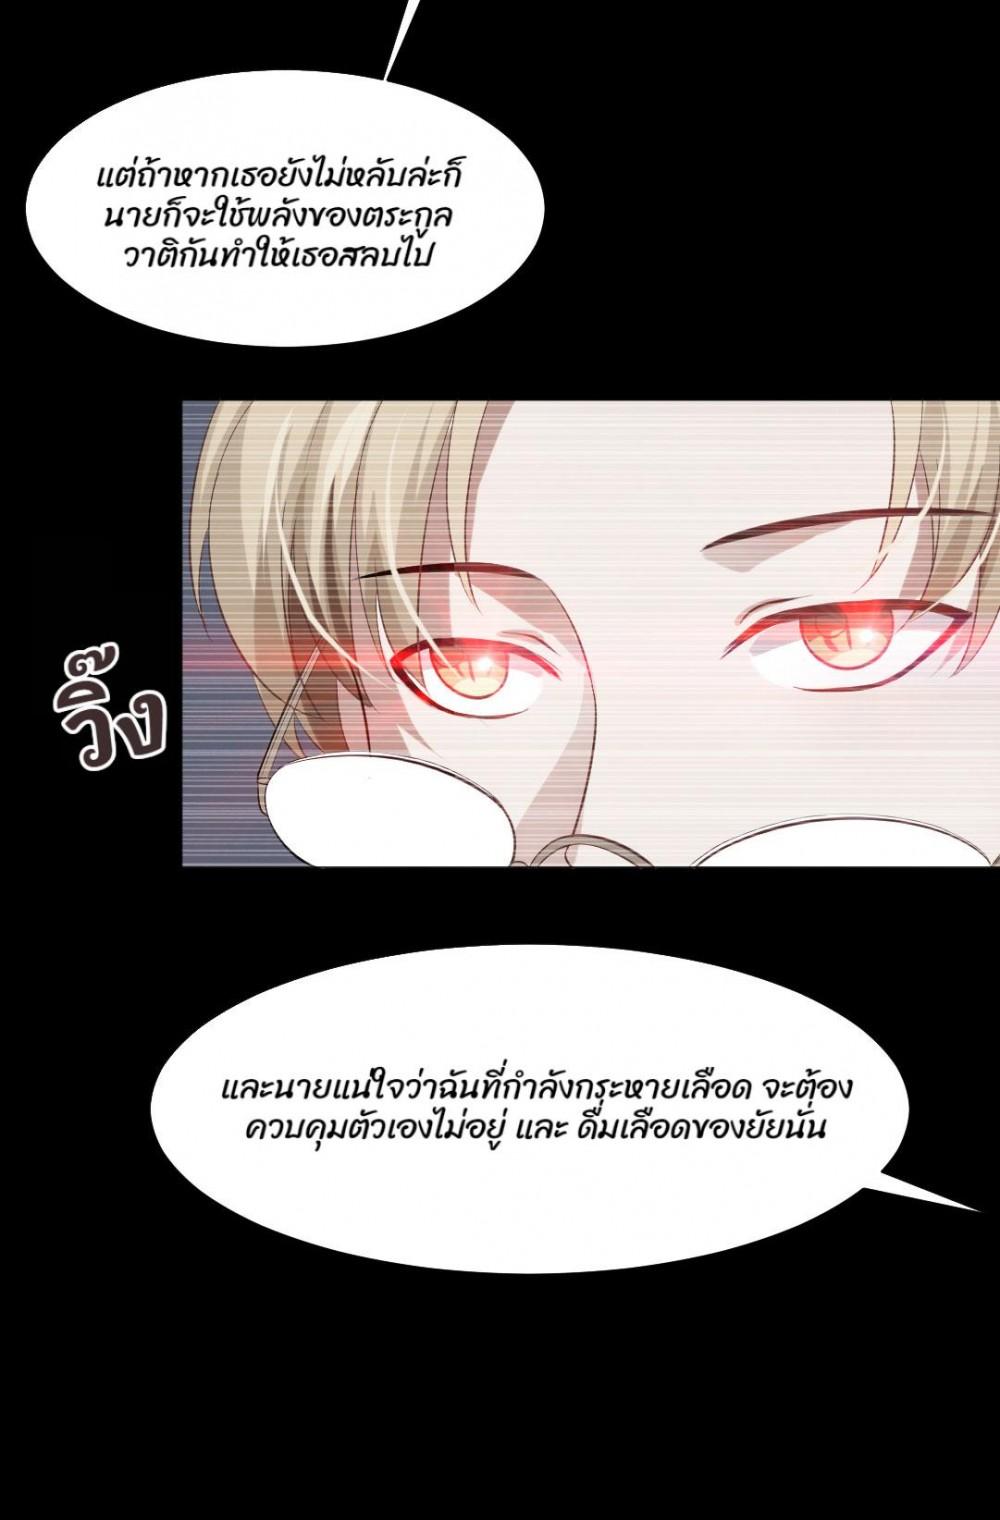 แต่ถ้าหากเธอยังไม่หลับล่ะก็
นายก็จะใช้พลังของตระกูล
วาติกันทำให้เธอสลบไป
วิ๊ง
และนายแน่ใจว่าฉันที่กำลังกระหายเลือด จะต้อง
ควบคุมตัวเองไม่อยู่ และ ดื่มเลือดของยัยนั่น